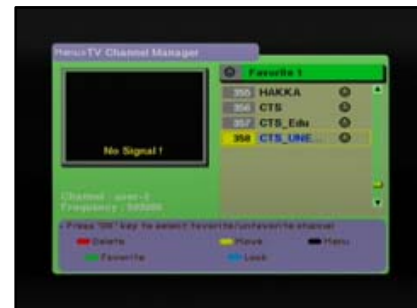 Menu>TV Channel Manager
Favorite 1
355 HAKKA
356 CTS
357 CTS_Edu
358 CTS_UNE...
No Signal !
Channel : user-1
Frequency :
Press "OK" key to select favorite/unfavorite channel
Delete Move Menu
Favorite Lock